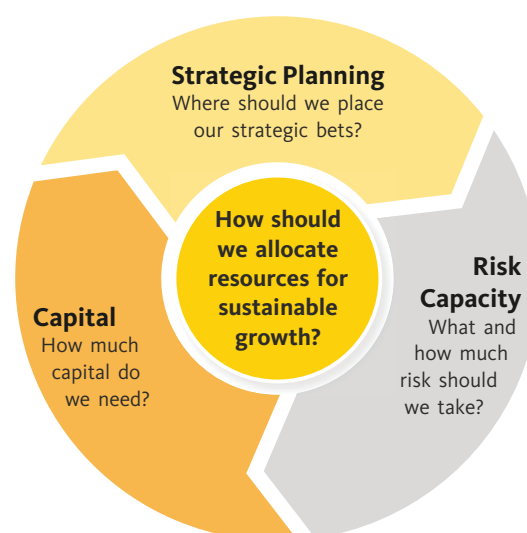 Strategic Planning
Where should we place
our strategic bets?
How should
we allocate
resources for
sustainable
growth?
Risk
Capacity
What and
how much
risk should
we take?
Capital
How much
capital do
we need?